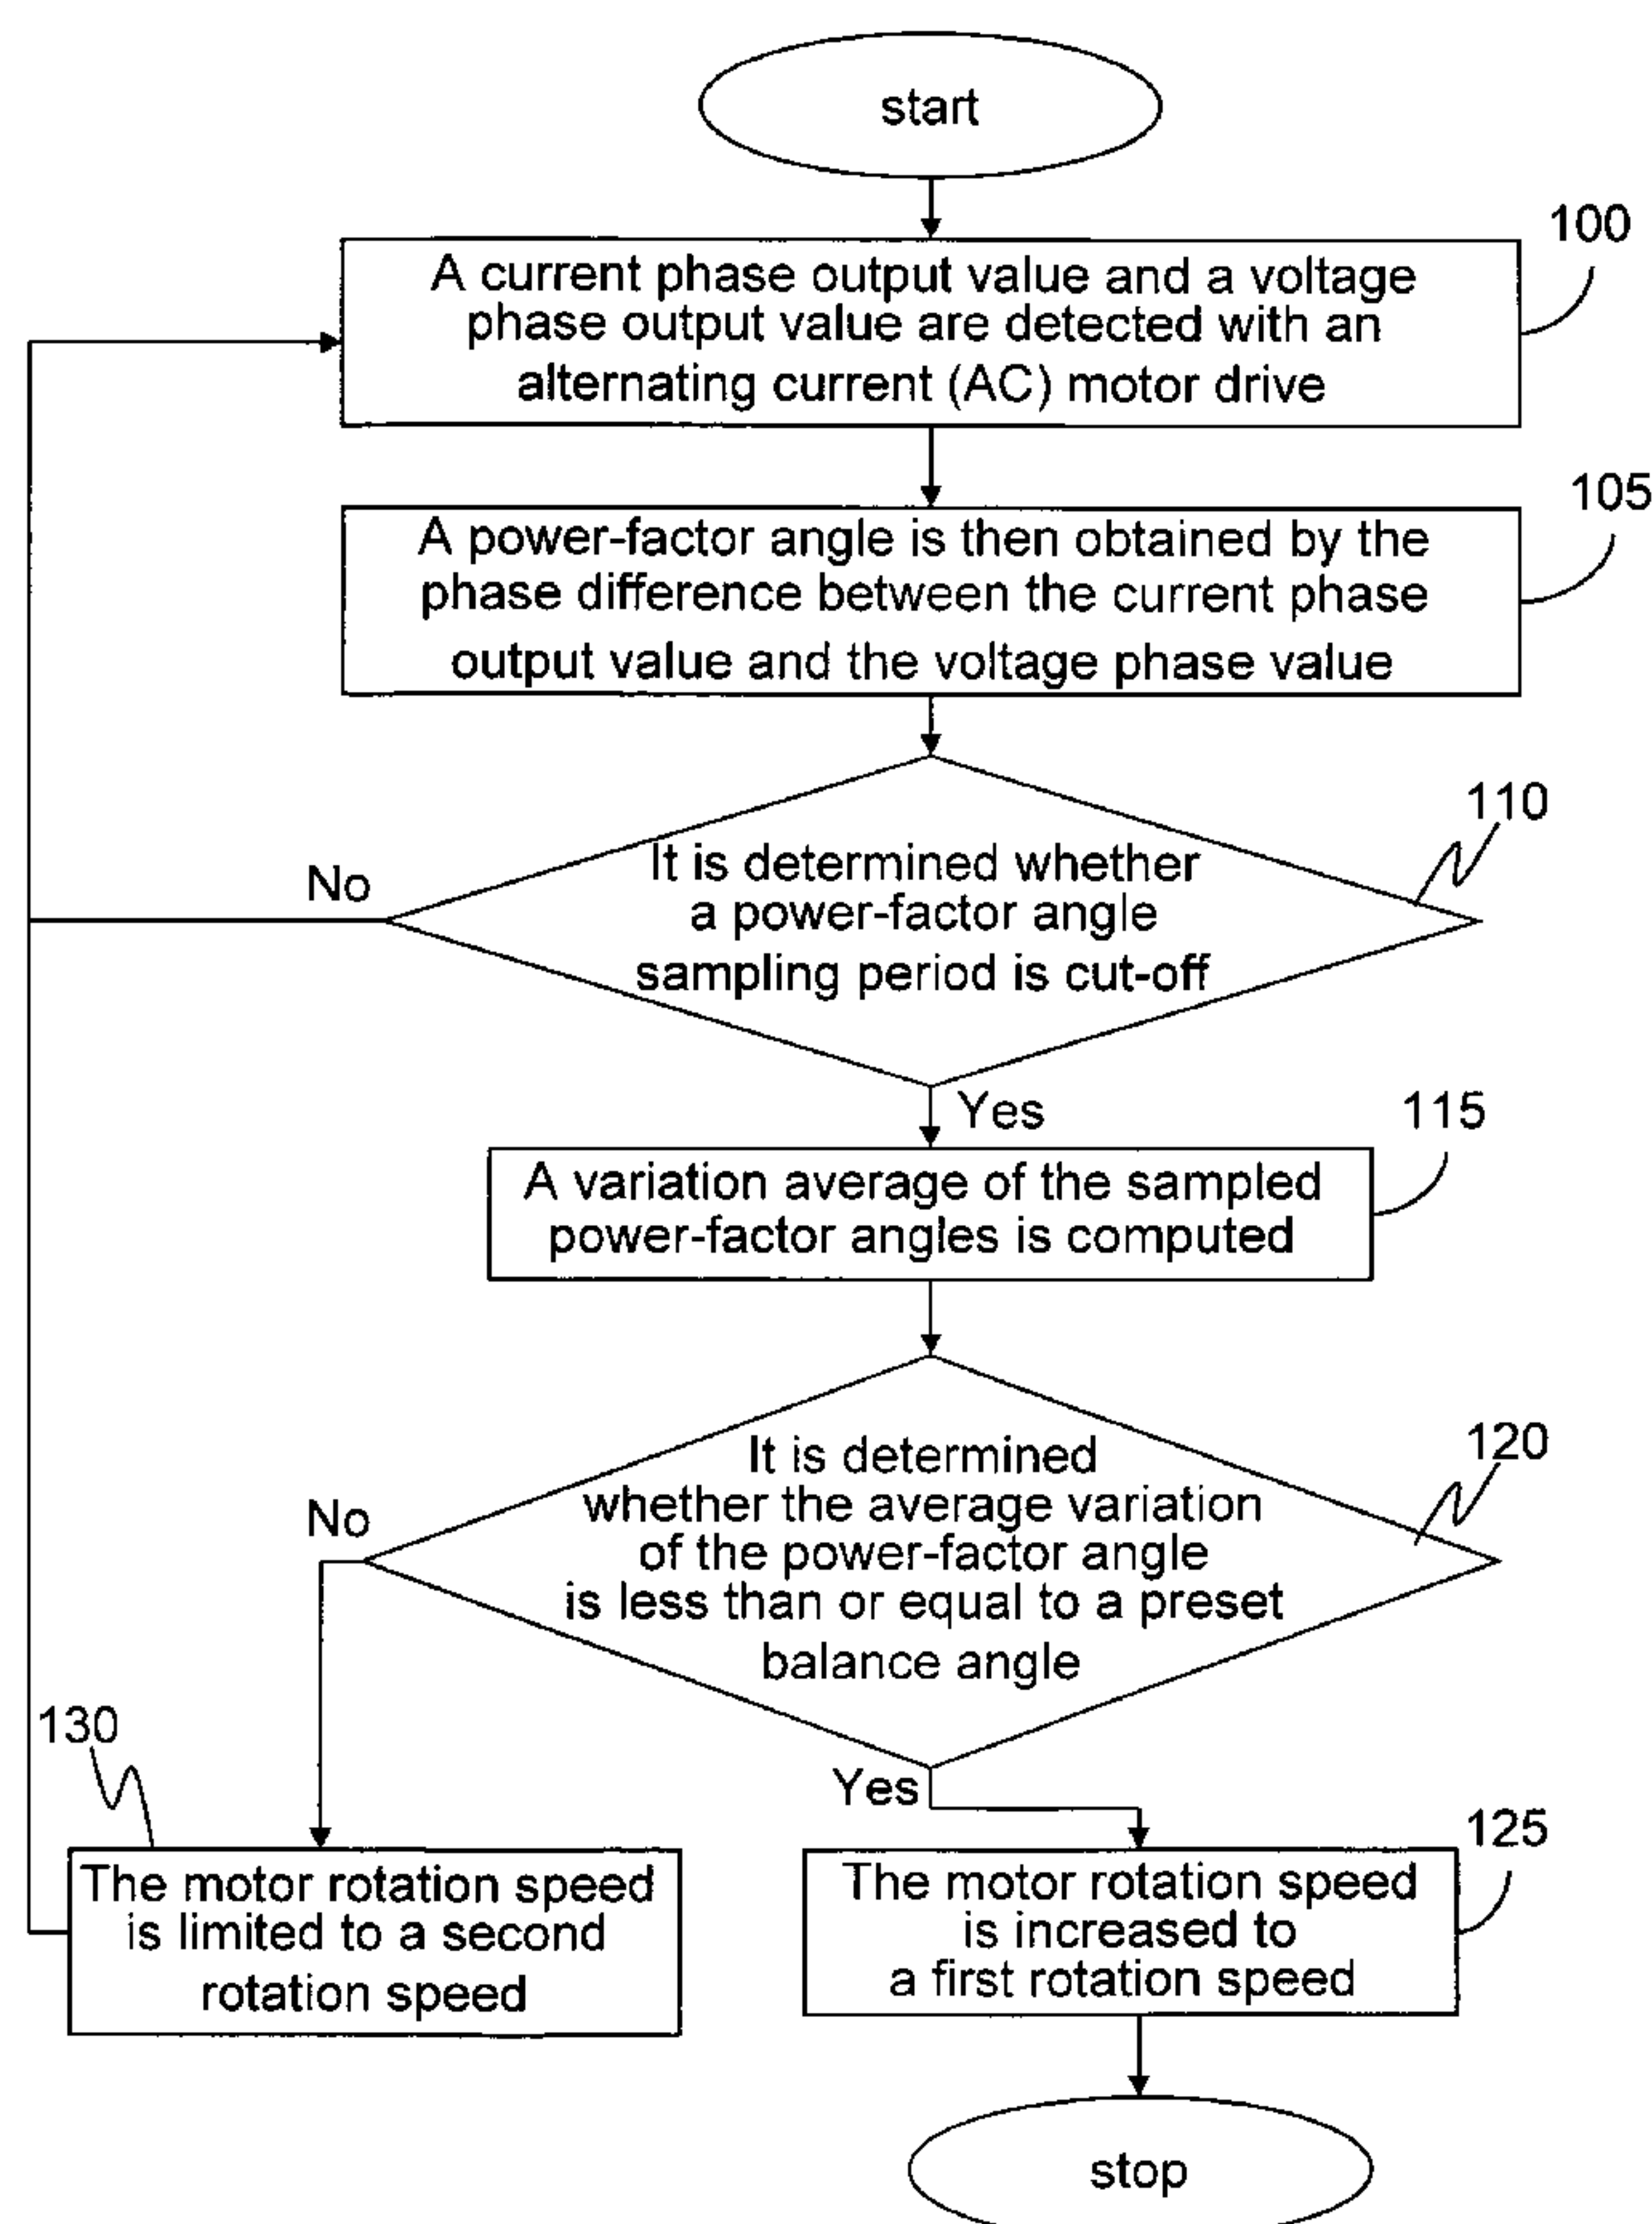 start
100
A current phase output value and a voltage
phase output value are detected with an
alternating current (AC) motor drive
105
A power-factor angle is then obtained by the
phase difference between the current phase
output value and the voltage phase value
110
No
It is determined whether
a power-factor angle
sampling period is cut-off
Yes
115
A variation average of the sampled
power-factor angles is computed
120
No
It is determined
whether the average variation
of the power-factor angle
is less than or equal to a preset
balance angle
130
Yes
125
The motor rotation speed
is limited to a second
rotation speed
The motor rotation speed
is increased to
a first rotation speed
stop